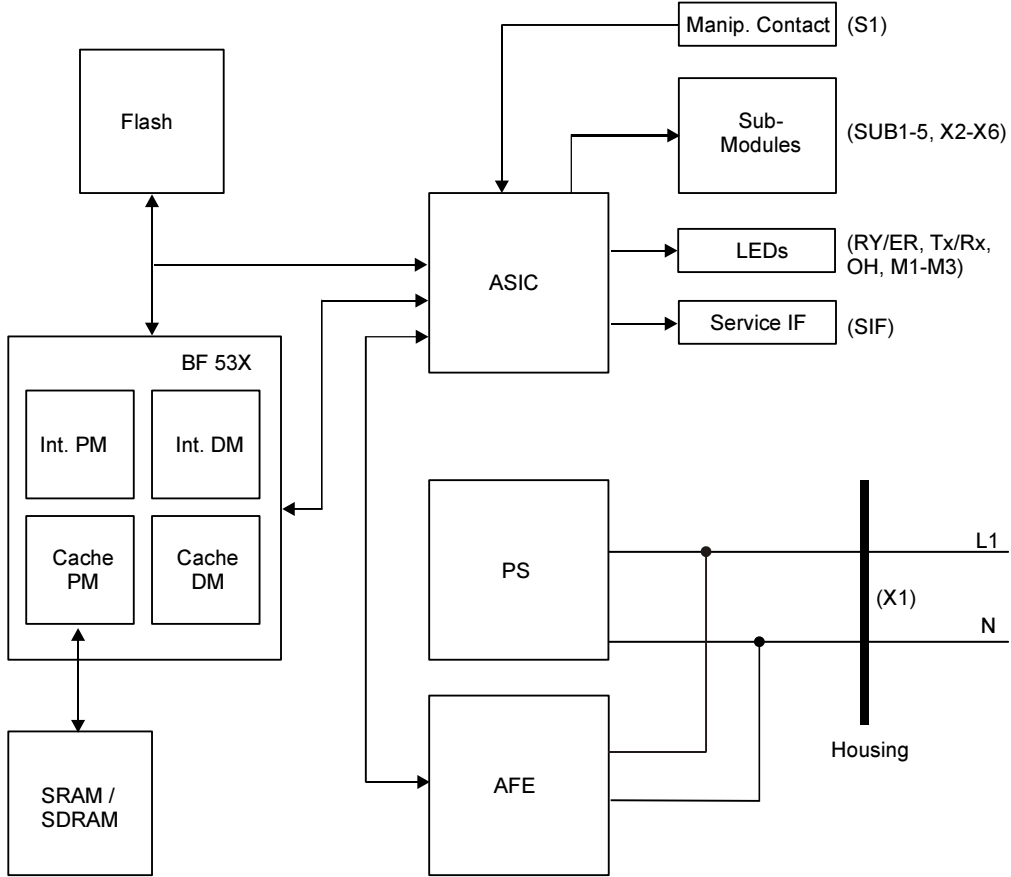 Manip. Contact (S1)
Flash
Sub-
Modules
(SUB1-5, X2-X6)
ASIC
LEDs
(RY/ER, Tx/Rx,
OH, M1-M3)
Service IF (SIF)
BF 53X
Int. PM
Int. DM
Cache
PM
Cache
DM
PS
L1
(X1)
N
Housing
AFE
SRAM /
SDRAM